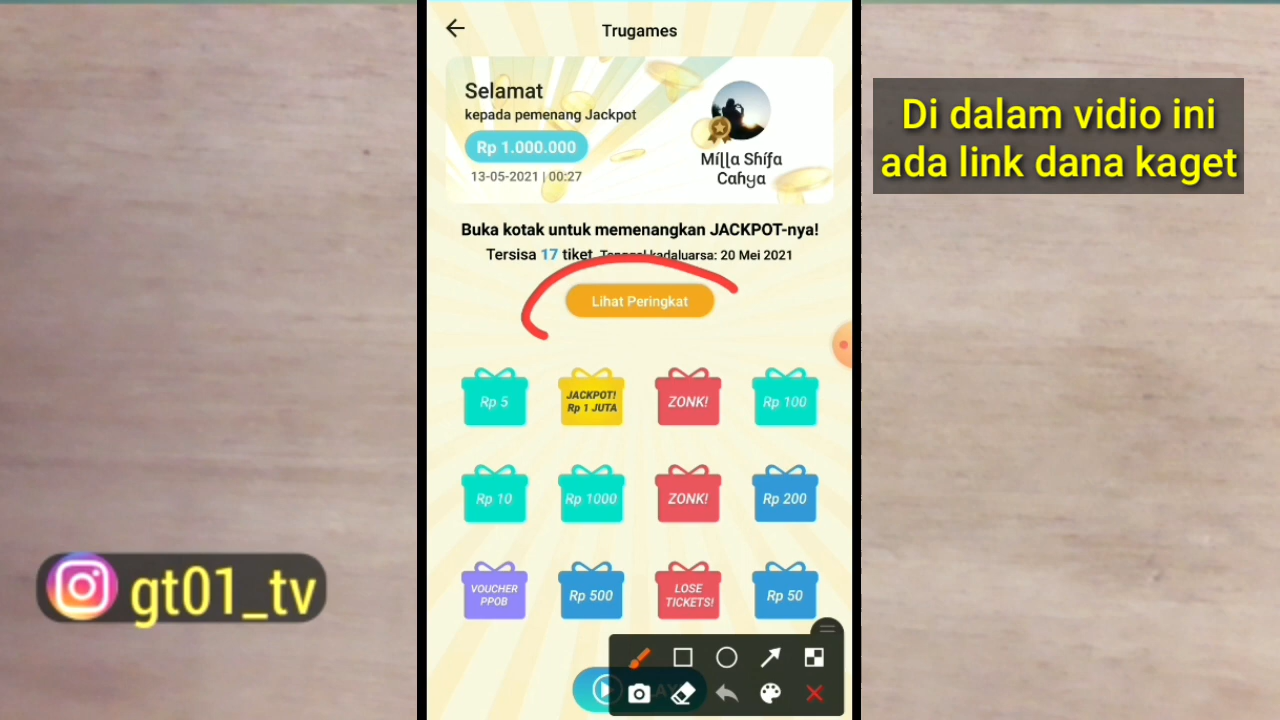 Trugames
Selamat
kepada pemenang Jackpot
Rp 1.000.000
13-05-2021 | 00:27
Milla Shifa
Cahya
Di dalam vidio ini
ada link dana kaget
Buka kotak untuk memenangkan JACKPOT-nya!
Tersisa 17 tiket Tanggal kadaluarsa: 20 Mei 2021
Lihat Peringkat
Rp 5
JACKPOT!
Rp 1 JUTA
ZONK!
Rp 100
Rp 10
Rp 1000
ZONK!
Rp 200
VOUCHER
PPOB
Rp 500
LOSE
TICKETS!
Rp 50
gt01_tv